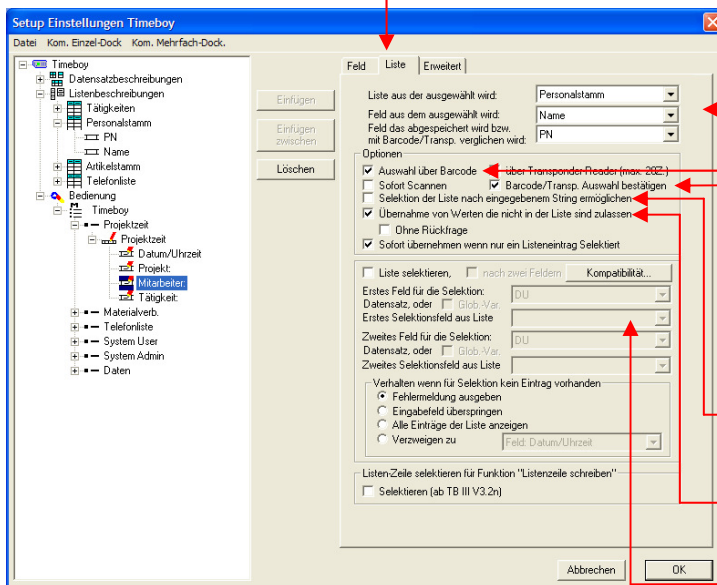 Setup Einstellungen Timeboy
Datei Kom. Einzel-Dock Kom. Mehrfach-Dock.
Timeboy
Datensatzbeschreibungen
Listenbeschreibungen
Tätigkeiten
Personalstamm
PN
Name
Artikelstamm
Telefonliste
Bedienung
Timeboy
Projektzeit
Projektzeit
Datum/Uhrzeit
Projekt:
Mitarbeiter:
Tätigkeit:
Materialverb.
Telefonliste
System User
System Admin
Daten
Einfügen
Einfügen
zwischen
Löschen
Feld Liste Erweitert
Liste aus der ausgewählt wird: Personalstamm
Feld aus dem ausgewählt wird: Name
Feld das abgespeichert wird bzw.
mit Barcode/Transp. verglichen wird: PN
Optionen
Auswahl über Barcode über Transponder Reader (max. 20Z.)
Sofort Scannen Barcode/Transp. Auswahl bestätigen
Selektion der Liste nach eingegebenem String ermöglichen
Übernahme von Werten die nicht in der Liste sind zulassen
Ohne Rückfrage
Sofort übernehmen wenn nur ein Listeneintrag Selektiert
Liste selektieren, nach zwei Feldern Kompatibilität...
Erstes Feld für die Selektion: DU
Datensatz, oder Glob.-Var.
Erstes Selektionsfeld aus Liste
Zweites Feld für die Selektion: DU
Datensatz, oder Glob.-Var.
Zweites Selektionsfeld aus Liste
Verhalten wenn für Selektion kein Eintrag vorhanden
Fehlermeldung ausgeben
Eingabefeld überspringen
Alle Einträge der Liste anzeigen
Verzweigen zu Feld: Datum/Uhrzeit
Listen-Zeile selektieren für Funktion "Listenzeile schreiben"
Selektieren (ab TB III V3.2n)
Abbrechen OK